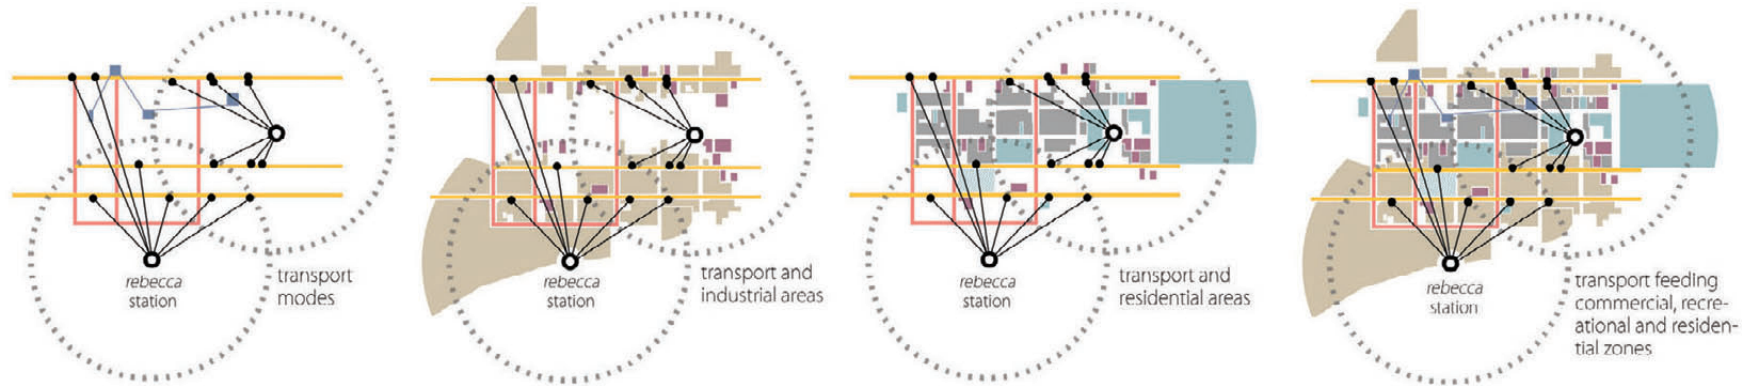 rebecca
station
transport
modes
rebecca
station
transport and
industrial areas
rebecca
station
transport and
residential areas
rebecca
station
transport feeding
commercial, recre-
ational and residen-
tial zones